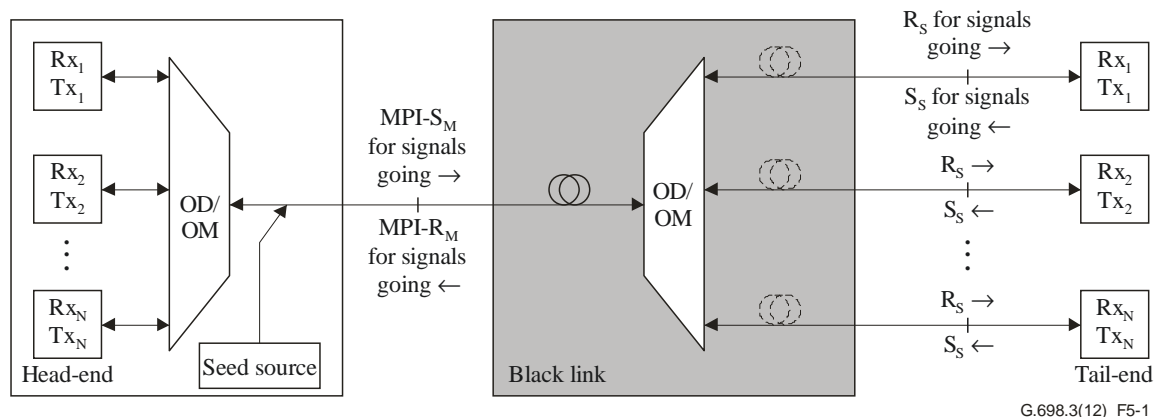 Rx1
Tx1
Rx2
Tx2
RxN
TxN
Head-end
OD/
OM
Seed source
MPI-SM
for signals
going →
MPI-RM
for signals
going ←
OD/
OM
Black link
RS for signals
going →
SS for signals
going ←
RS →
SS ←
RS →
SS ←
Rx1
Tx1
Rx2
Tx2
RxN
TxN
Tail-end
G.698.3(12)_F5-1